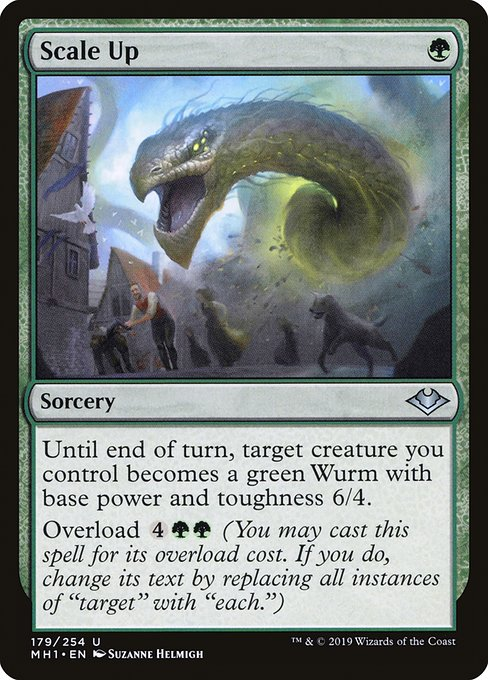 Scale Up
Sorcery
Until end of turn, target creature you
control becomes a green Wurm with
base power and toughness 6/4.
Overload 4 (You may cast this
spell for its overload cost. If you do,
change its text by replacing all instances
of “target” with “each.”)
179/254 U
™ & © 2019 Wizards of the Coast
MH1 • EN Suzanne Helmigh